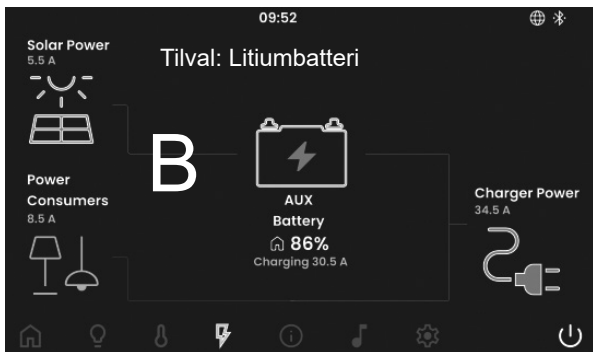 09:52
Solar Power
5.5 A
Tilval: Litiumbatteri
B
Power
Consumers
8.5 A
AUX
Battery
86%
Charging 30.5 A
Charger Power
34.5 A